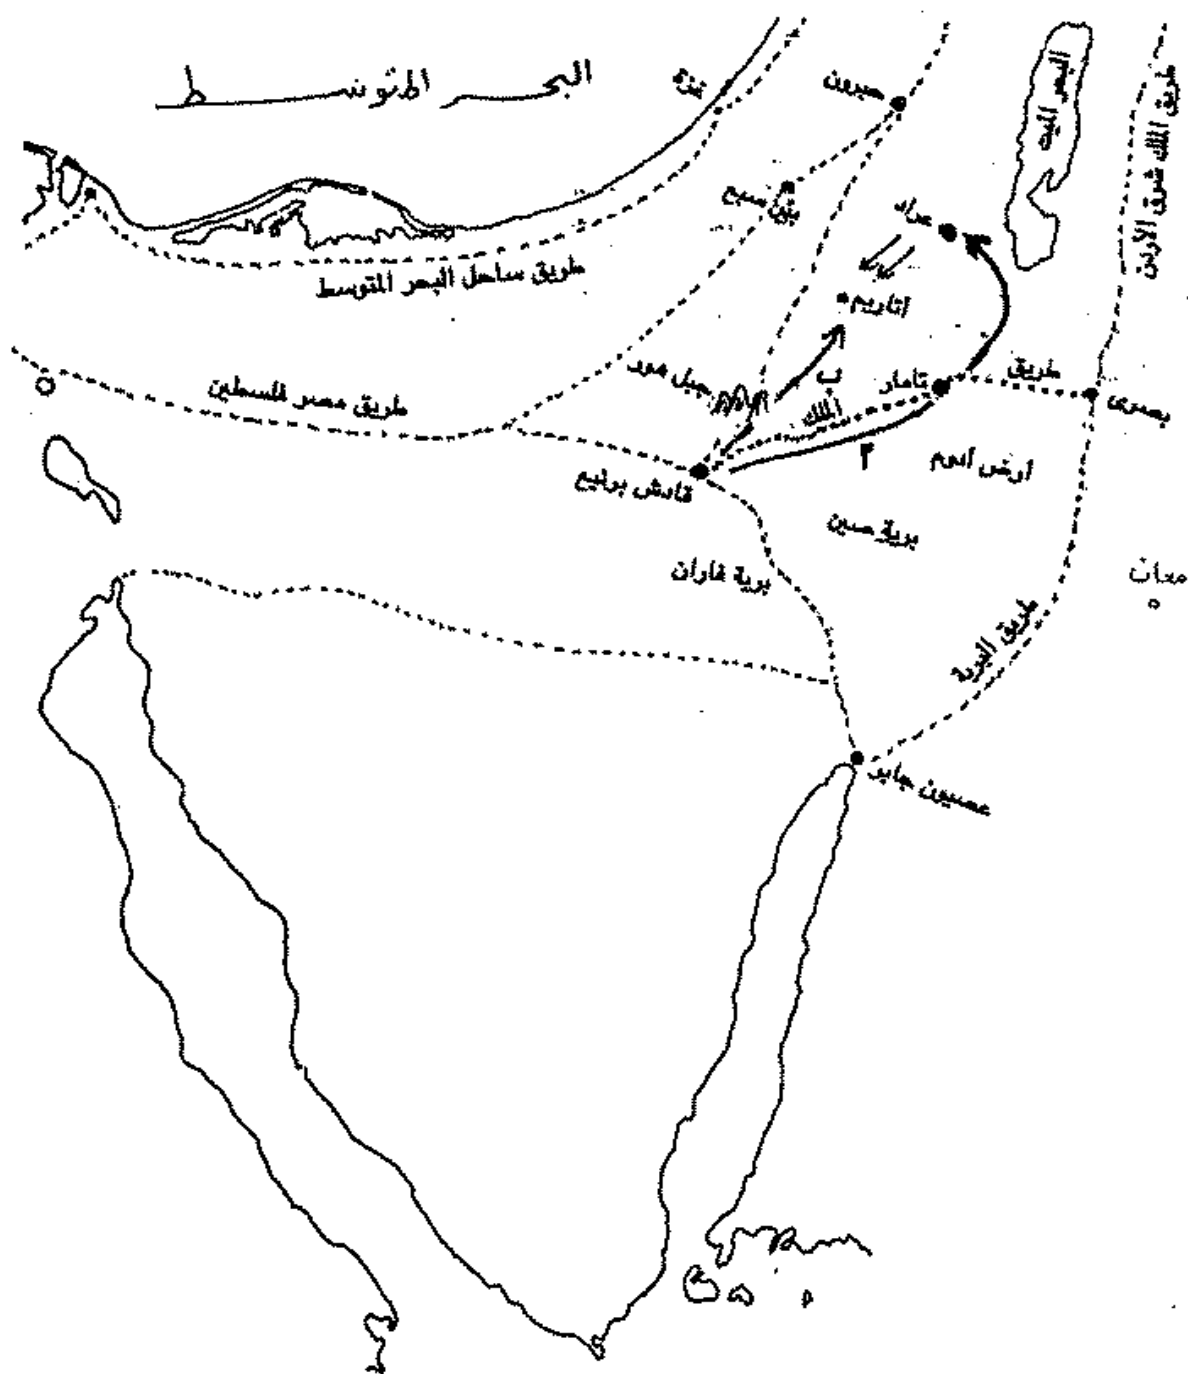 البحر المتوسط
غزة
حبرون
البحر الميت
طريق الملك شرق الأردن
بئر سبع
عراد
طريق ساحل البحر المتوسط
اتاريم
جبل هور
طريق مصر فلسطين
ب
تامار
طريق
الملك
بصرى
٢
أرض أدوم
قادش برنيع
برية صين
برية فاران
معان
طريق البرية
عصيون جابر